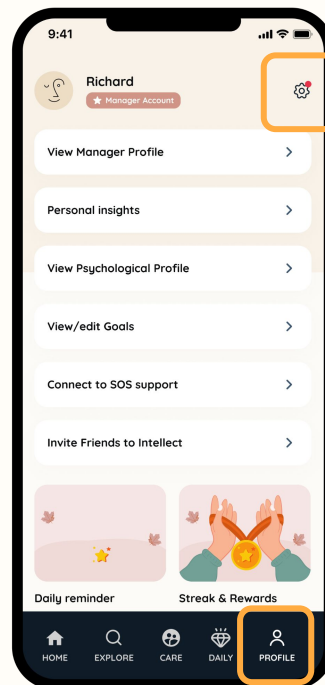 9:41
Richard
Manager Account
View Manager Profile
Personal insights
View Psychological Profile
View/edit Goals
Connect to SOS support
Invite Friends to Intellect
Daily reminder
Streak & Rewards
HOME
EXPLORE
CARE
DAILY
PROFILE